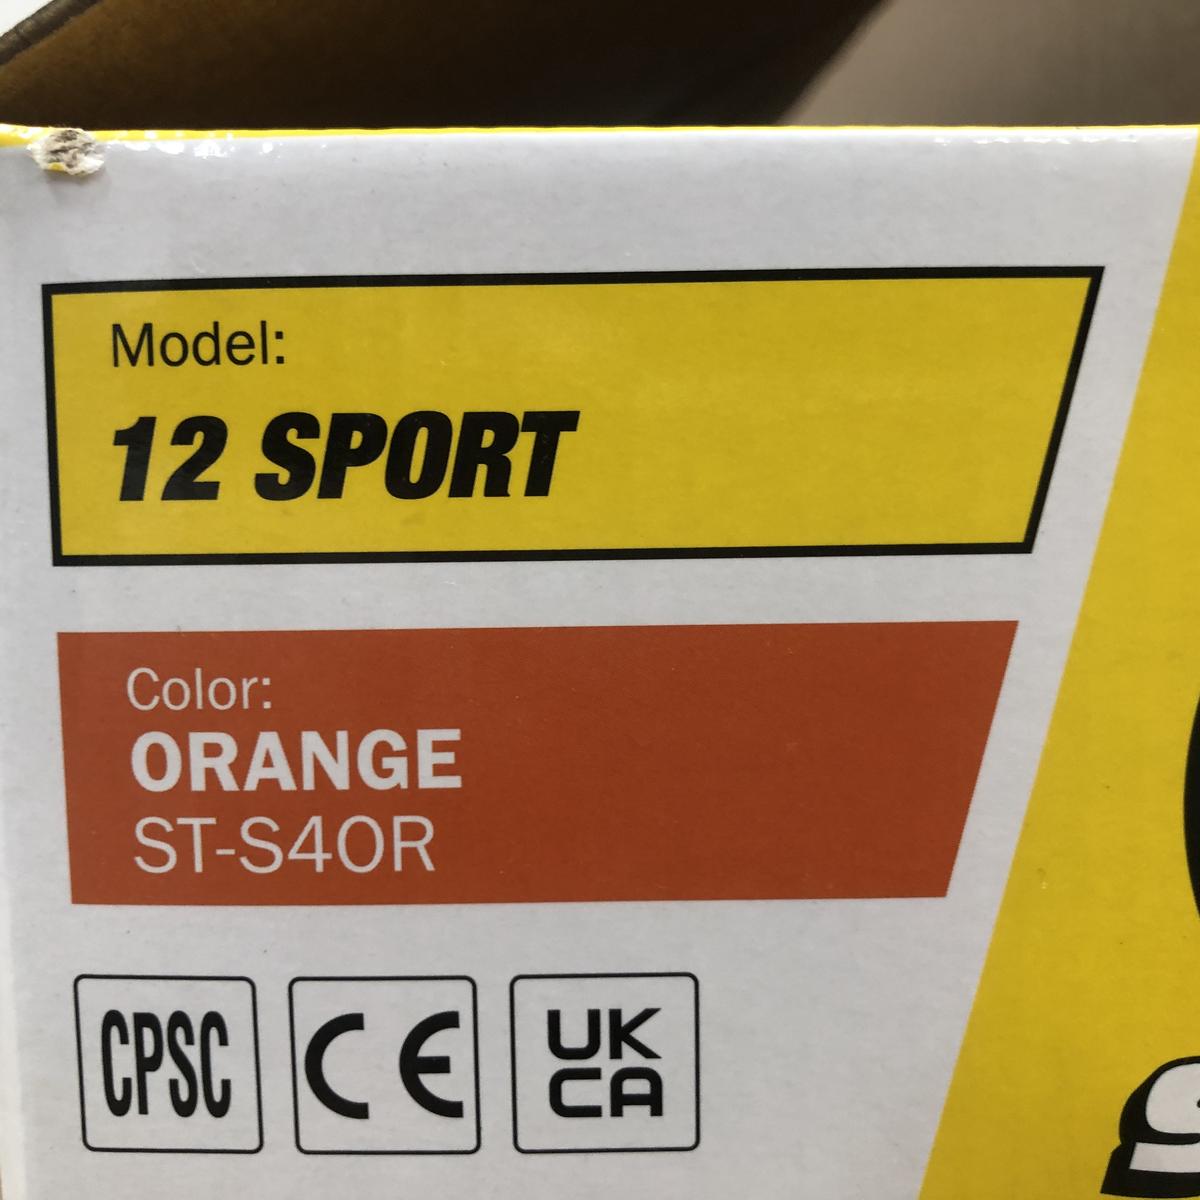 Model:
12 SPORT
Color:
ORANGE
ST-S4OR
CPSC
CE
UK
CA